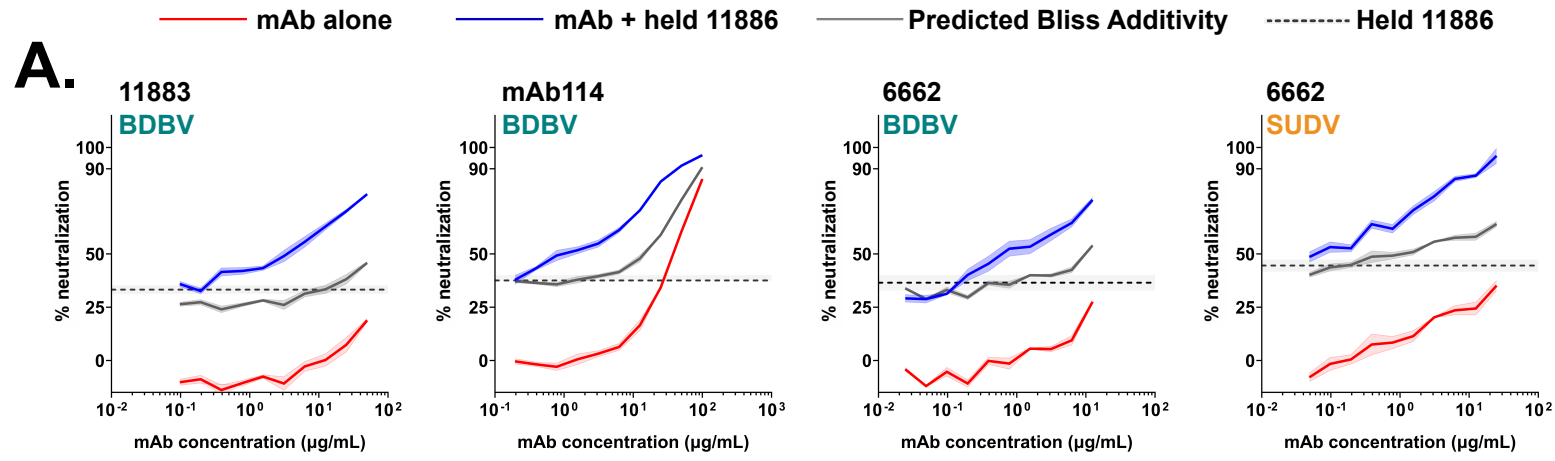 mAb alone
mAb + held 11886
Predicted Bliss Additivity
Held 11886
A.
11883
BDBV
% neutralization
100
90
50
25
0
10-2
10-1
100
101
102
mAb concentration (µg/mL)
mAb114
BDBV
% neutralization
100
90
50
25
0
10-1
100
101
102
103
mAb concentration (µg/mL)
6662
BDBV
% neutralization
100
90
50
25
0
10-2
10-1
100
101
102
mAb concentration (µg/mL)
6662
SUDV
% neutralization
100
90
50
25
0
10-2
10-1
100
101
102
mAb concentration (µg/mL)